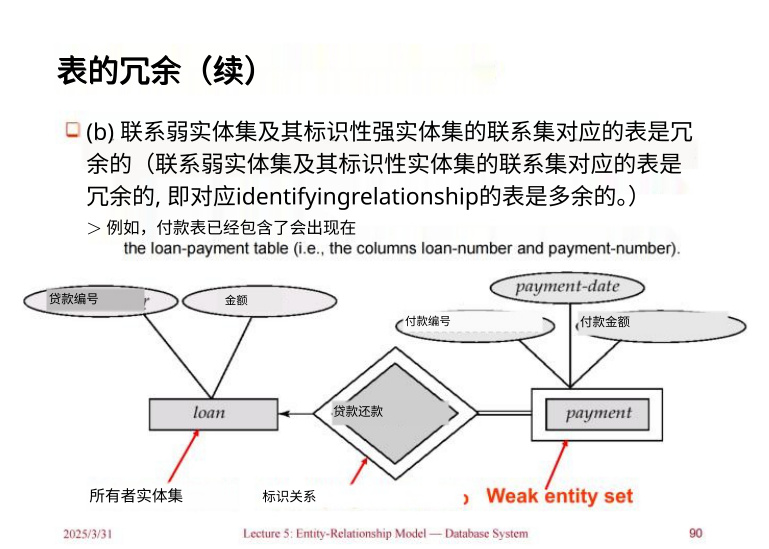 表的冗余（续）
(b) 联系弱实体集及其标识性强实体集的联系集对应的表是冗
余的（联系弱实体集及其标识性实体集的联系集对应的表是
冗余的, 即对应identifyingrelationship的表是多余的。）
＞ 例如，付款表已经包含了会出现在
the loan-payment table (i.e., the columns loan-number and payment-number).
payment-date
贷款编号
金额
付款编号
付款金额
loan
贷款还款
payment
所有者实体集
标识关系
Weak entity set
2025/3/31
Lecture 5: Entity-Relationship Model — Database System
90